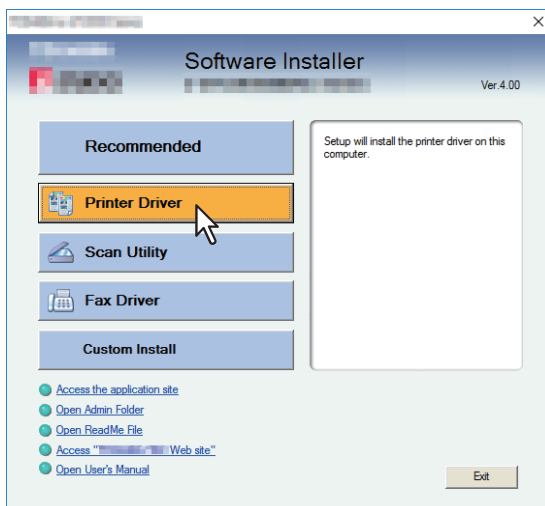 Software Installer
Ver.4.00
Recommended
Setup will install the printer driver on this
computer.
Printer Driver
Scan Utility
Fax Driver
Custom Install
Access the application site
Open Admin Folder
Open ReadMe File
Access " Web site"
Open User's Manual
Exit